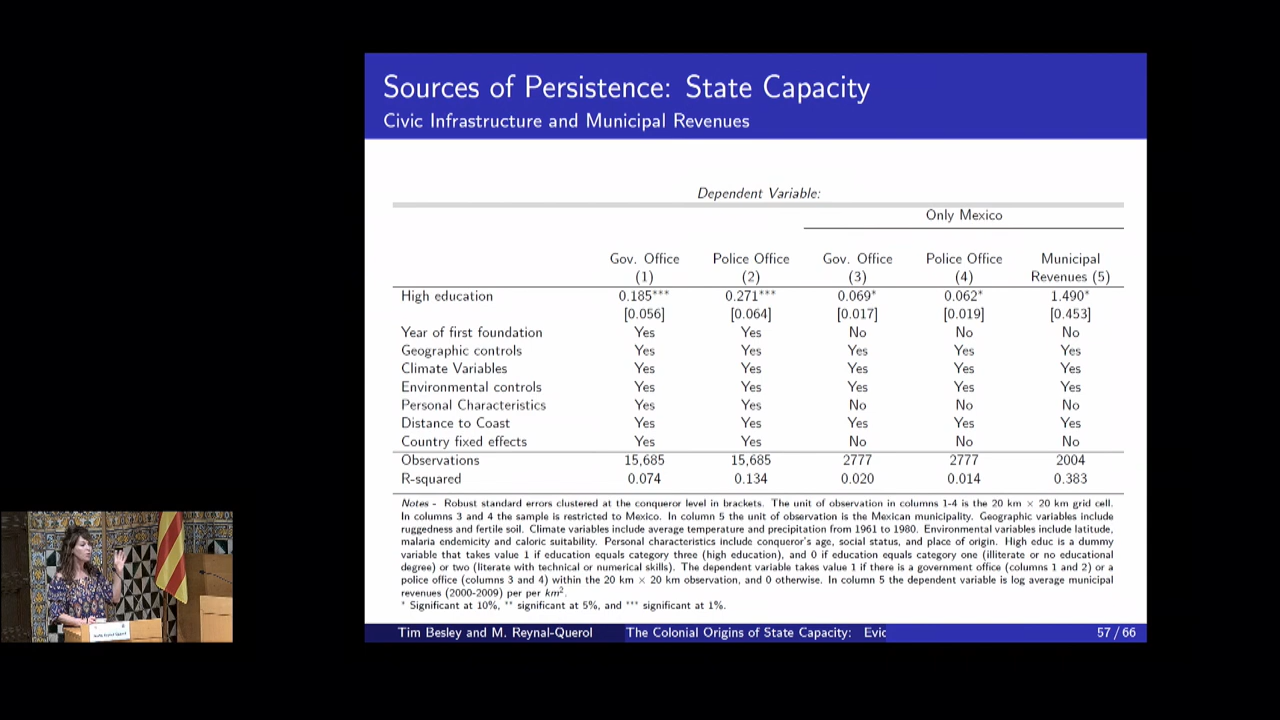 Sources of Persistence: State Capacity
Civic Infrastructure and Municipal Revenues
Dependent Variable:
Only Mexico
Gov. Office Police Office Gov. Office Police Office Municipal
(1) (2) (3) (4) Revenues (5)
High education 0.185*** 0.271*** 0.069* 0.062* 1.490*
[0.056] [0.064] [0.017] [0.019] [0.453]
Year of first foundation Yes Yes No No No
Geographic controls Yes Yes Yes Yes Yes
Climate Variables Yes Yes Yes Yes Yes
Environmental controls Yes Yes Yes Yes Yes
Personal Characteristics Yes Yes No No No
Distance to Coast Yes Yes Yes Yes Yes
Country fixed effects Yes Yes No No No
Observations 15,685 15,685 2777 2777 2004
R-squared 0.074 0.134 0.020 0.014 0.383
Notes - Robust standard errors clustered at the conqueror level in brackets. The unit of observation in columns 1-4 is the 20 km × 20 km grid cell.
In columns 3 and 4 the sample is restricted to Mexico. In column 5 the unit of observation is the Mexican municipality. Geographic variables include
ruggedness and fertile soil. Climate variables include average temperature and precipitation from 1961 to 1980. Environmental variables include latitude,
malaria endemicity and caloric suitability. Personal characteristics include conqueror's age, social status, and place of origin. High educ is a dummy
variable that takes value 1 if education equals category three (high education), and 0 if education equals category one (illiterate or no educational
degree) or two (literate with technical or numerical skills). The dependent variable takes value 1 if there is a government office (columns 1 and 2) or a
police office (columns 3 and 4) within the 20 km × 20 km observation, and 0 otherwise. In column 5 the dependent variable is log average municipal
revenues (2000-2009) per per km².
* Significant at 10%, ** significant at 5%, and *** significant at 1%.
Tim Besley and M. Reynal-Querol The Colonial Origins of State Capacity: Evic 57 / 66